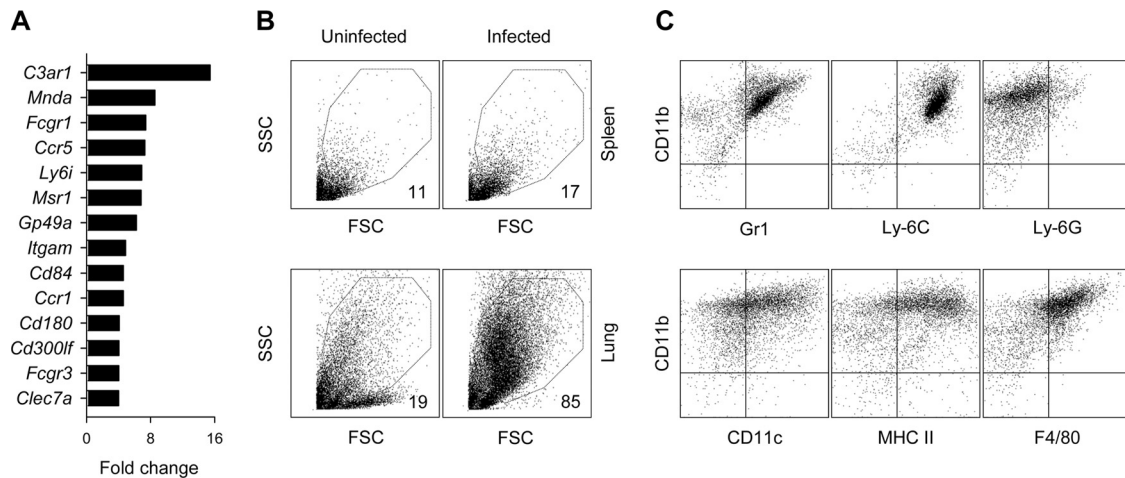 A
C3ar1
Mnda
Fcgr1
Ccr5
Ly6i
Msr1
Gp49a
Itgam
Cd84
Ccr1
Cd180
Cd300lf
Fcgr3
Clec7a
0 8 16
Fold change
B
Uninfected Infected
SSC
11
17
Spleen
FSC FSC
SSC
19
85
Lung
FSC FSC
C
CD11b
Gr1 Ly-6C Ly-6G
CD11b
CD11c MHC II F4/80